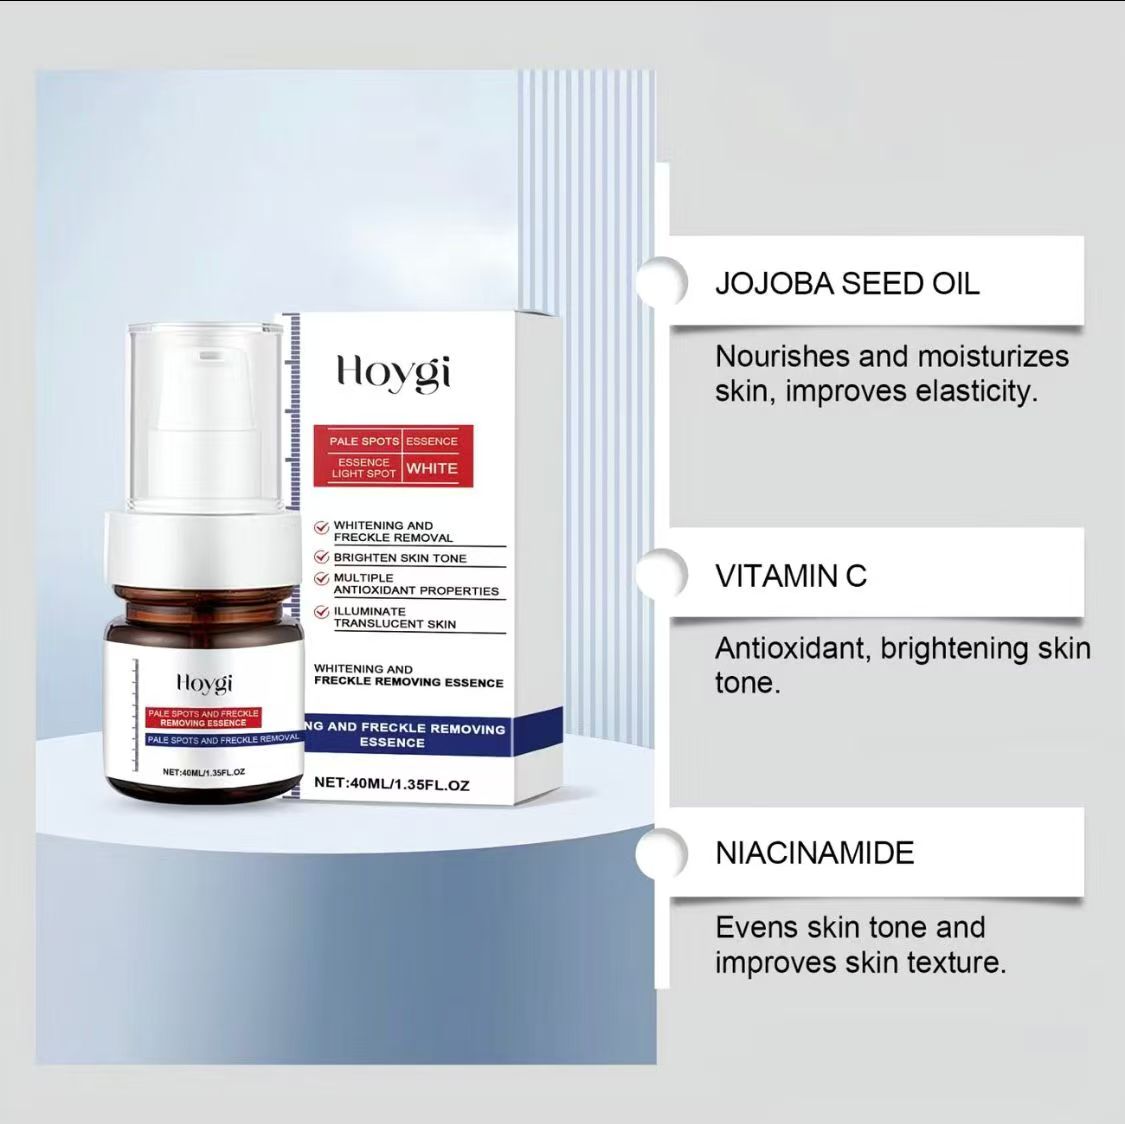 Hoygi
PALE SPOTS ESSENCE
ESSENCE
LIGHT SPOT
WHITE
WHITENING AND
FRECKLE REMOVAL
BRIGHTEN SKIN TONE
MULTIPLE
ANTIOXIDANT PROPERTIES
ILLUMINATE
TRANSLUCENT SKIN
WHITENING AND
FRECKLE REMOVING ESSENCE
NG AND FRECKLE REMOVING
ESSENCE
NET:40ML/1.35FL.OZ
Hoygi
PALE SPOTS AND FRECKLE
REMOVING ESSENCE
PALE SPOTS AND FRECKLE REMOVAL
NET:40ML/1.35FL.OZ
JOJOBA SEED OIL
Nourishes and moisturizes
skin, improves elasticity.
VITAMIN C
Antioxidant, brightening skin
tone.
NIACINAMIDE
Evens skin tone and
improves skin texture.